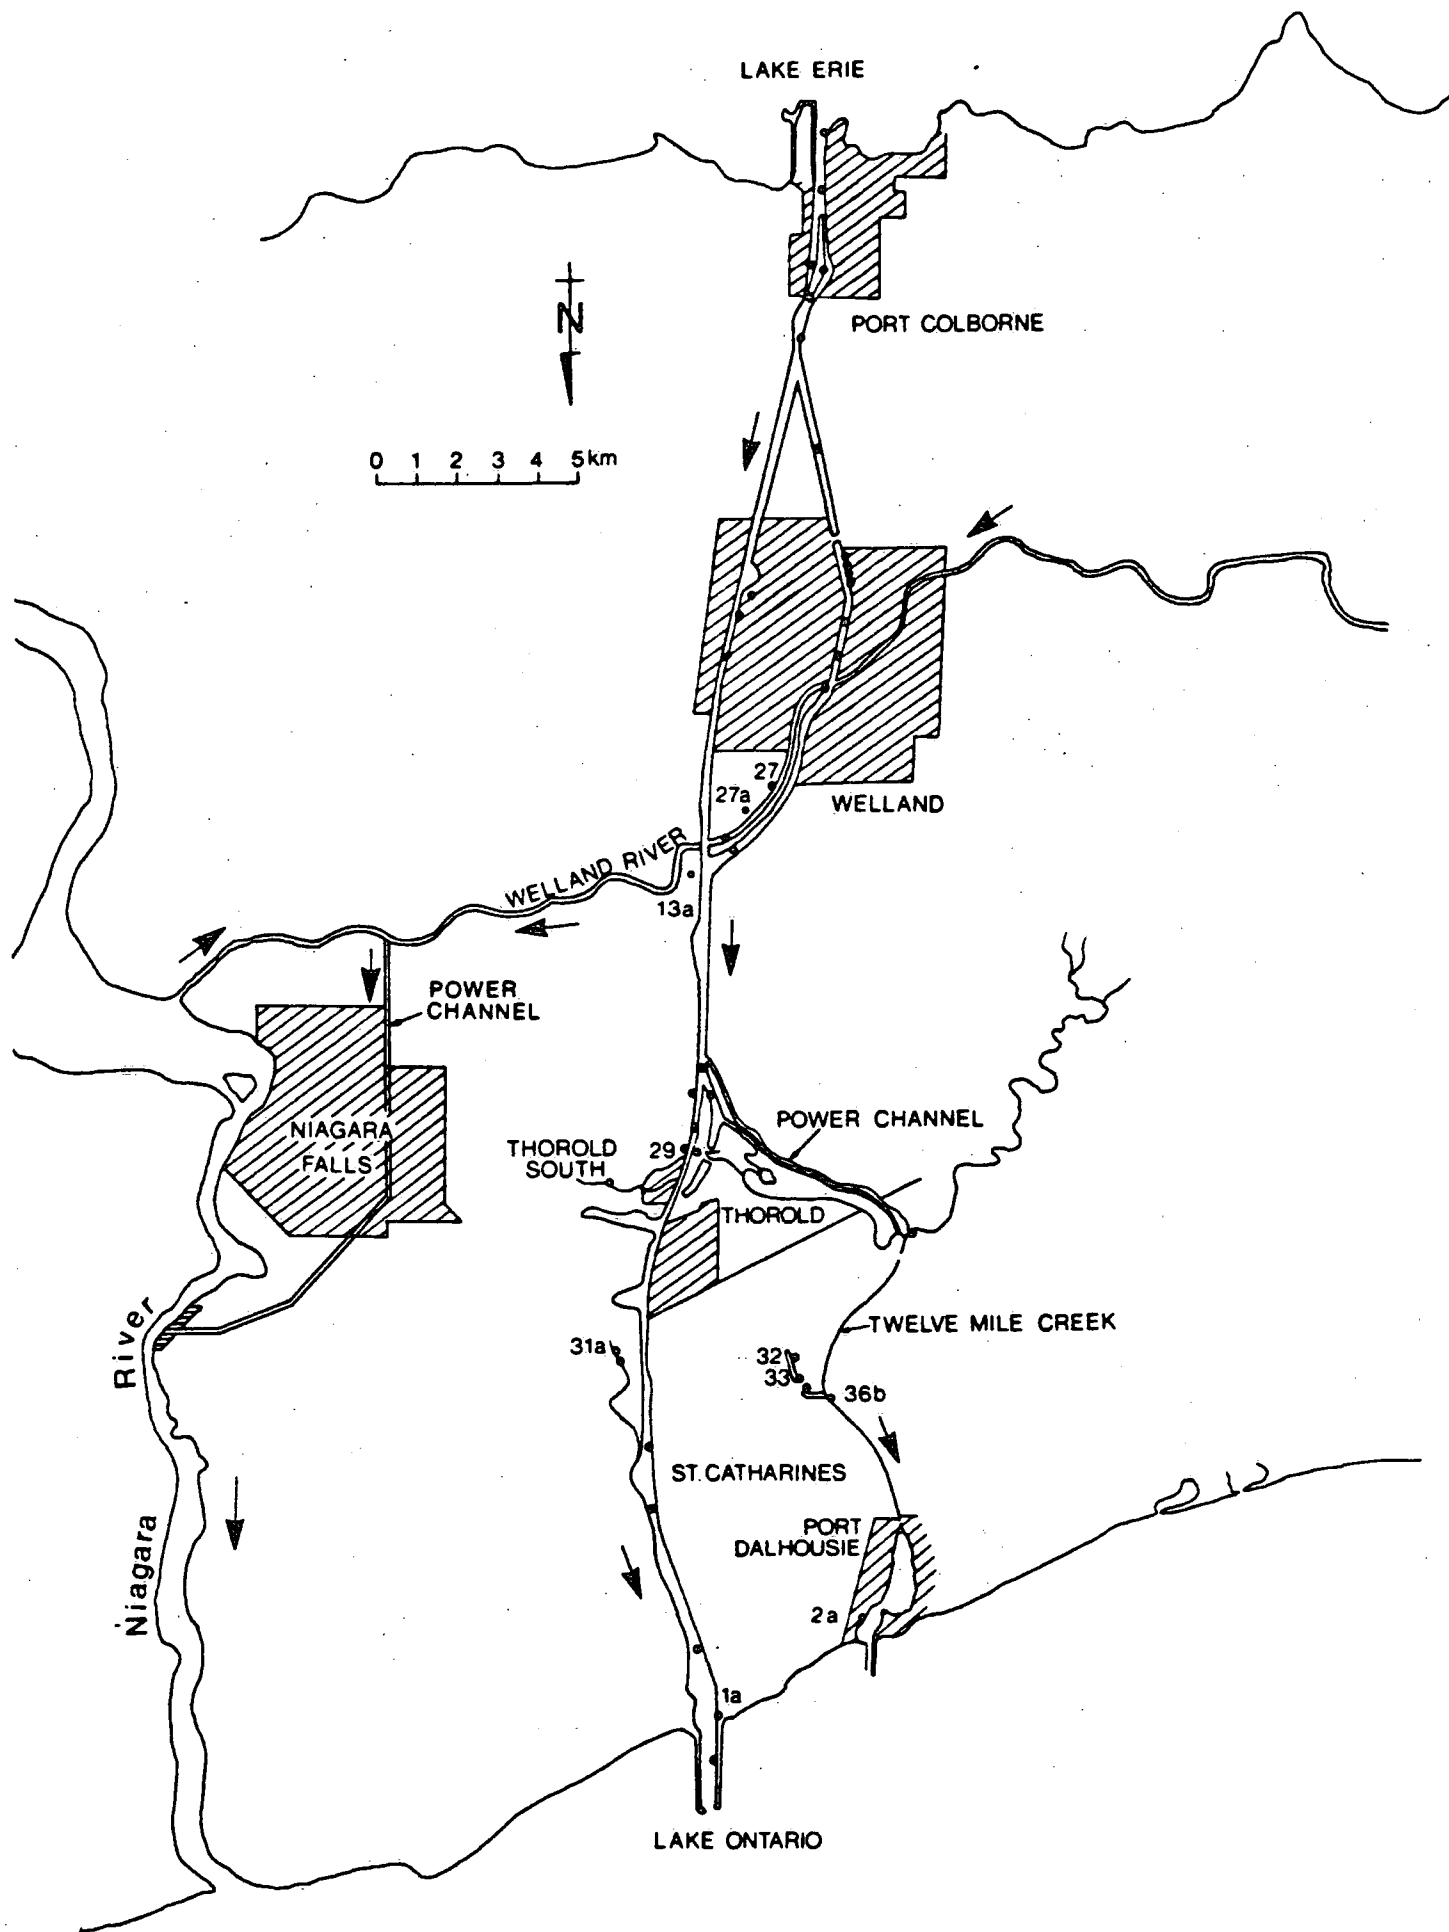 LAKE ERIE
PORT COLBORNE
N
0 1 2 3 4 5 km
27
27a
WELLAND
WELLAND RIVER
13a
POWER
CHANNEL
NIAGARA
FALLS
POWER CHANNEL
THOROLD
SOUTH
29
THOROLD
TWELVE MILE CREEK
31a
32
33
36b
ST. CATHARINES
PORT
DALHOUSIE
2a
1a
Niagara River
LAKE ONTARIO